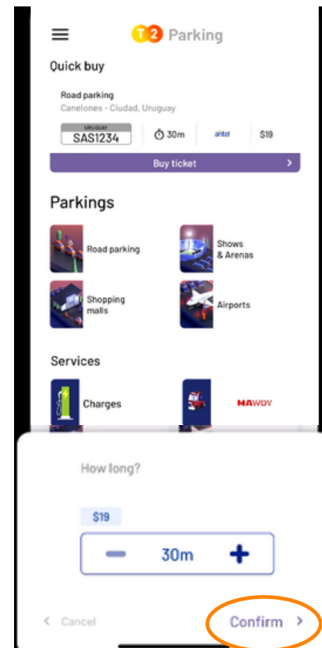 T2 Parking
Quick buy
Road parking
Canelones - Ciudad, Uruguay
URUGUAY
SAS1234 30m antel $19
Buy ticket >
Parkings
Road parking
Shows
& Arenas
Shopping
malls
Airports
Services
Charges
MAWDY
How long?
$19
− 30m +
< Cancel
Confirm >